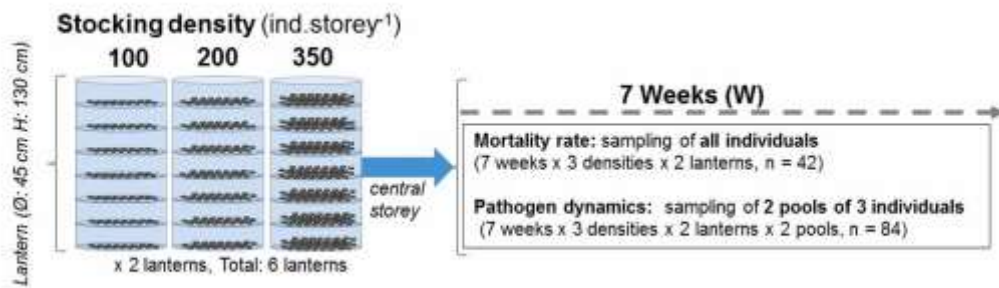 Stocking density (ind.storey⁻¹)
100 200 350
Lantern (Ø: 45 cm H: 130 cm)
central
storey
x 2 lanterns, Total: 6 lanterns
7 Weeks (W)
Mortality rate: sampling of all individuals
(7 weeks x 3 densities x 2 lanterns, n = 42)
Pathogen dynamics: sampling of 2 pools of 3 individuals
(7 weeks x 3 densities x 2 lanterns x 2 pools, n = 84)